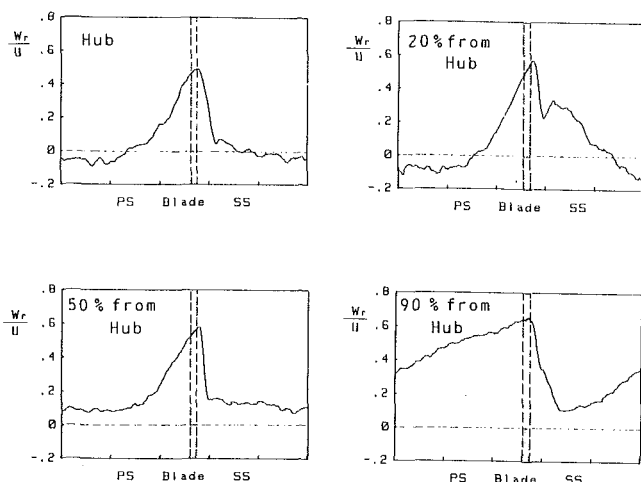 Wr
U
.8
Hub
.6
.4
.2
0
-.2
PS Blade SS
Wr
U
.8
20% from
Hub
.6
.4
.2
0
-.2
PS Blade SS
Wr
U
.8
50% from
Hub
.6
.4
.2
0
-.2
PS Blade SS
Wr
U
.8
90% from
Hub
.6
.4
.2
0
-.2
PS Blade SS